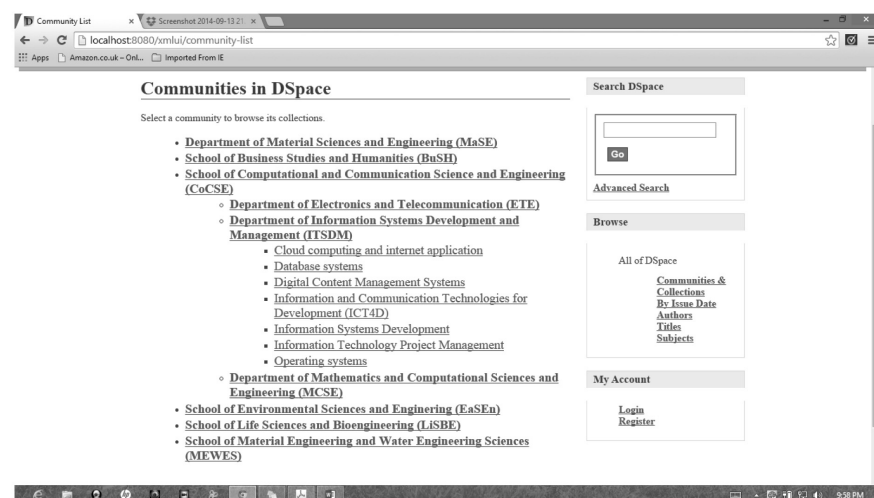 Community List
Screenshot 2014-09-13 21
localhost:8080/xmlui/community-list
Apps
Amazon.co.uk – Onl...
Imported From IE
Communities in DSpace
Select a community to browse its collections.
Department of Material Sciences and Engineering (MaSE)
School of Business Studies and Humanities (BuSH)
School of Computational and Communication Science and Engineering
(CoCSE)
Department of Electronics and Telecommunication (ETE)
Department of Information Systems Development and
Management (ITSDM)
Cloud computing and internet application
Database systems
Digital Content Management Systems
Information and Communication Technologies for
Development (ICT4D)
Information Systems Development
Information Technology Project Management
Operating systems
Department of Mathematics and Computational Sciences and
Engineering (MCSE)
School of Environmental Sciences and Enginering (EaSEn)
School of Life Sciences and Bioengineering (LiSBE)
School of Material Engineering and Water Engineering Sciences
(MEWES)
Search DSpace
Go
Advanced Search
Browse
All of DSpace
Communities &
Collections
By Issue Date
Authors
Titles
Subjects
My Account
Login
Register
9:58 PM